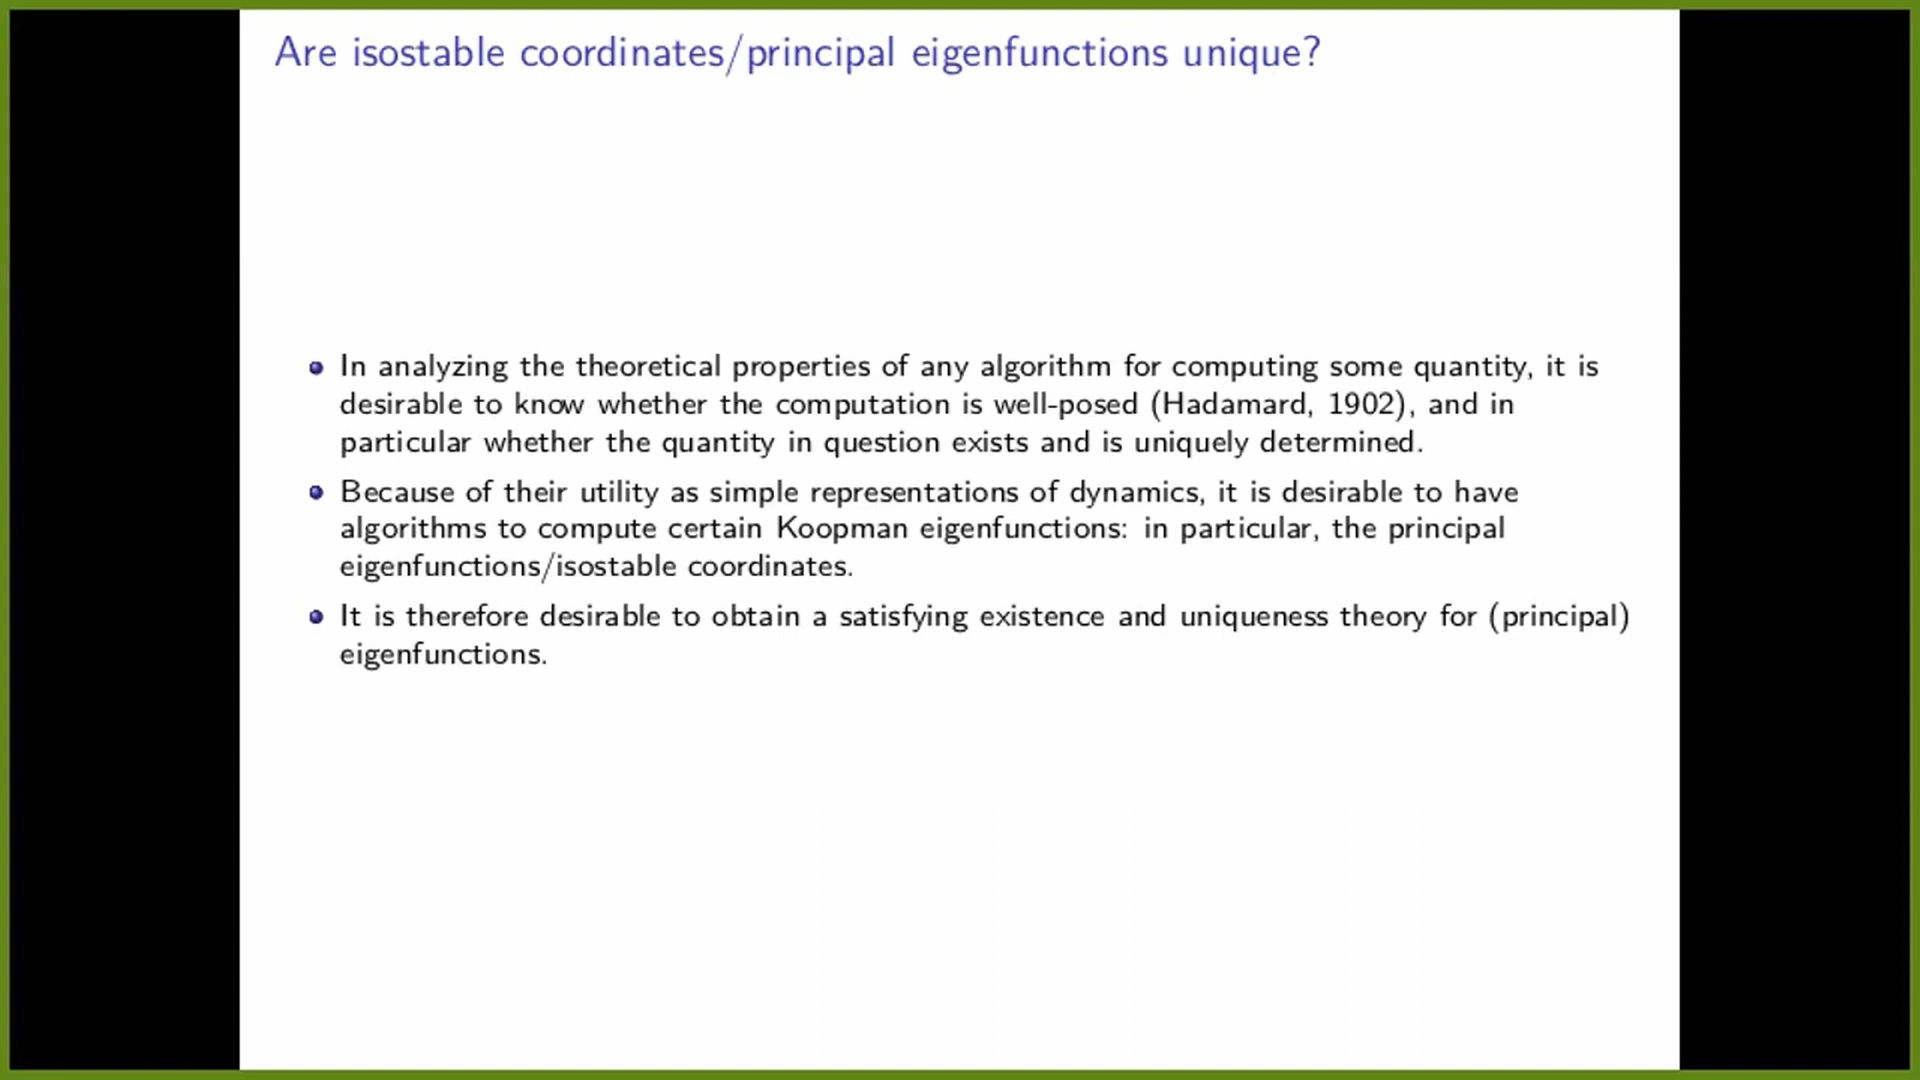 Are isostable coordinates/principal eigenfunctions unique?
In analyzing the theoretical properties of any algorithm for computing some quantity, it is
desirable to know whether the computation is well-posed (Hadamard, 1902), and in
particular whether the quantity in question exists and is uniquely determined.
Because of their utility as simple representations of dynamics, it is desirable to have
algorithms to compute certain Koopman eigenfunctions: in particular, the principal
eigenfunctions/isostable coordinates.
It is therefore desirable to obtain a satisfying existence and uniqueness theory for (principal)
eigenfunctions.